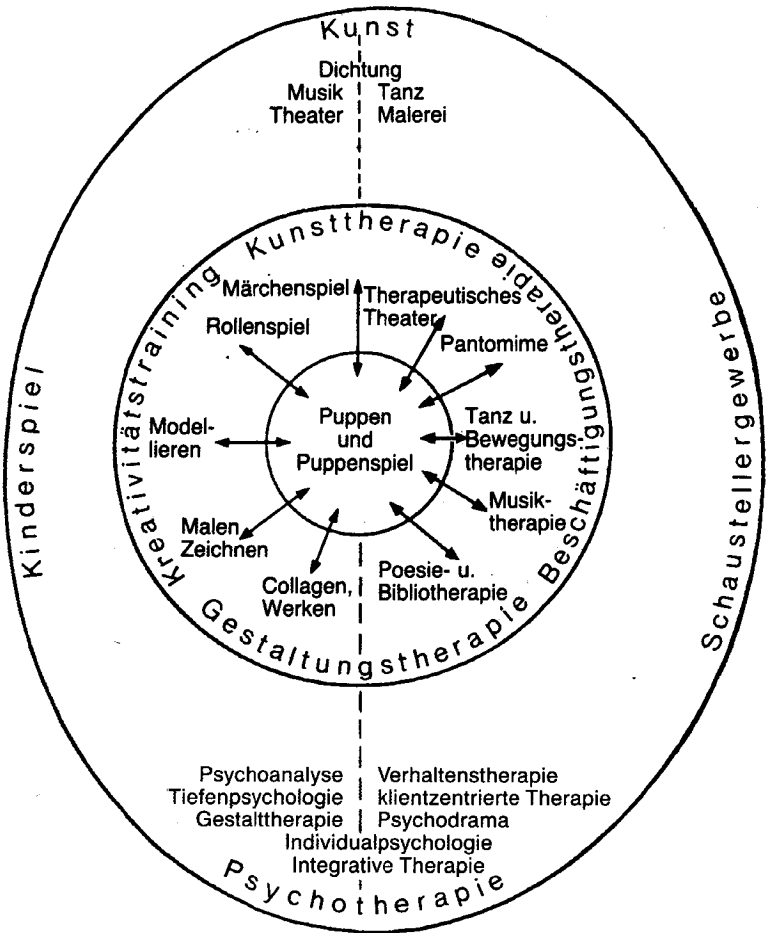 Kunst
Dichtung
Musik Tanz
Theater Malerei
Kunsttherapie
Beschäftigungstherapie
Kreativitätstraining
Gestaltungstherapie
Kinderspiel
Schaustellergewerbe
Märchenspiel
Therapeutisches
Theater
Rollenspiel
Pantomime
Puppen
und
Puppenspiel
Model-
lieren
Tanz u.
Bewegungs-
therapie
Musik-
therapie
Malen
Zeichnen
Collagen,
Werken
Poesie- u.
Bibliotherapie
Psychoanalyse Verhaltenstherapie
Tiefenpsychologie klientzentrierte Therapie
Gestalttherapie Psychodrama
Individualpsychologie
Integrative Therapie
Psychotherapie